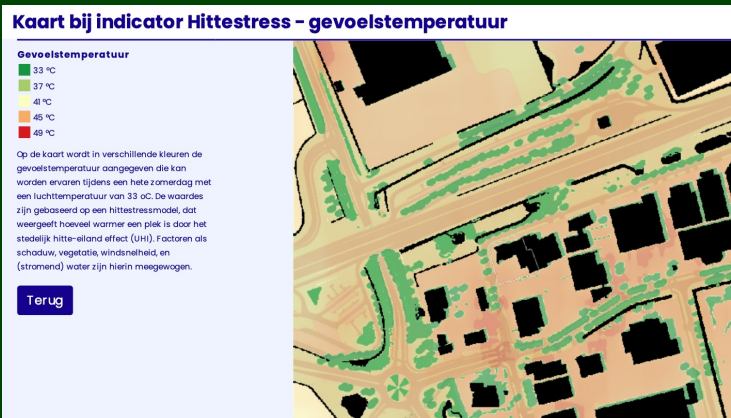 Kaart bij indicator Hittestress - gevoelstemperatuur
Gevoelstemperatuur
33 °C
37 °C
41 °C
45 °C
49 °C
Op de kaart wordt in verschillende kleuren de
gevoelstemperatuur aangegeven die kan
worden ervaren tijdens een hete zomerdag met
een luchttemperatuur van 33 oC. De waardes
zijn gebaseerd op een hittestressmodel, dat
weergeeft hoeveel warmer een plek is door het
stedelijk hitte-eiland effect (UHI). Factoren als
schaduw, vegetatie, windsnelheid, en
(stromend) water zijn hierin meegewogen.
Terug